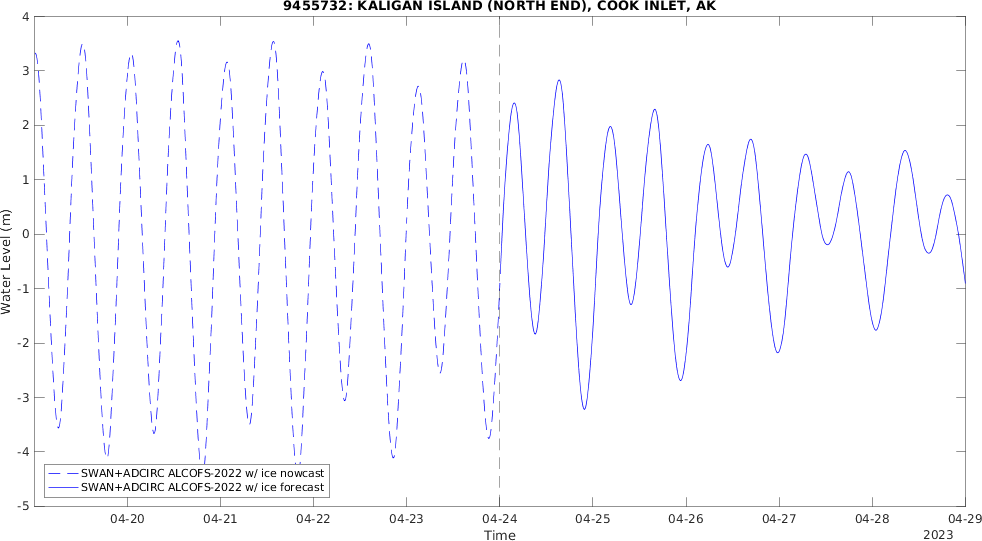 9455732: KALIGAN ISLAND (NORTH END), COOK INLET, AK
4
3
2
1
0
-1
-2
-3
-4
-5
Water Level (m)
SWAN+ADCIRC ALCOFS-2022 w/ ice nowcast
SWAN+ADCIRC ALCOFS-2022 w/ ice forecast
04-20 04-21 04-22 04-23 04-24 04-25 04-26 04-27 04-28 04-29
Time
2023